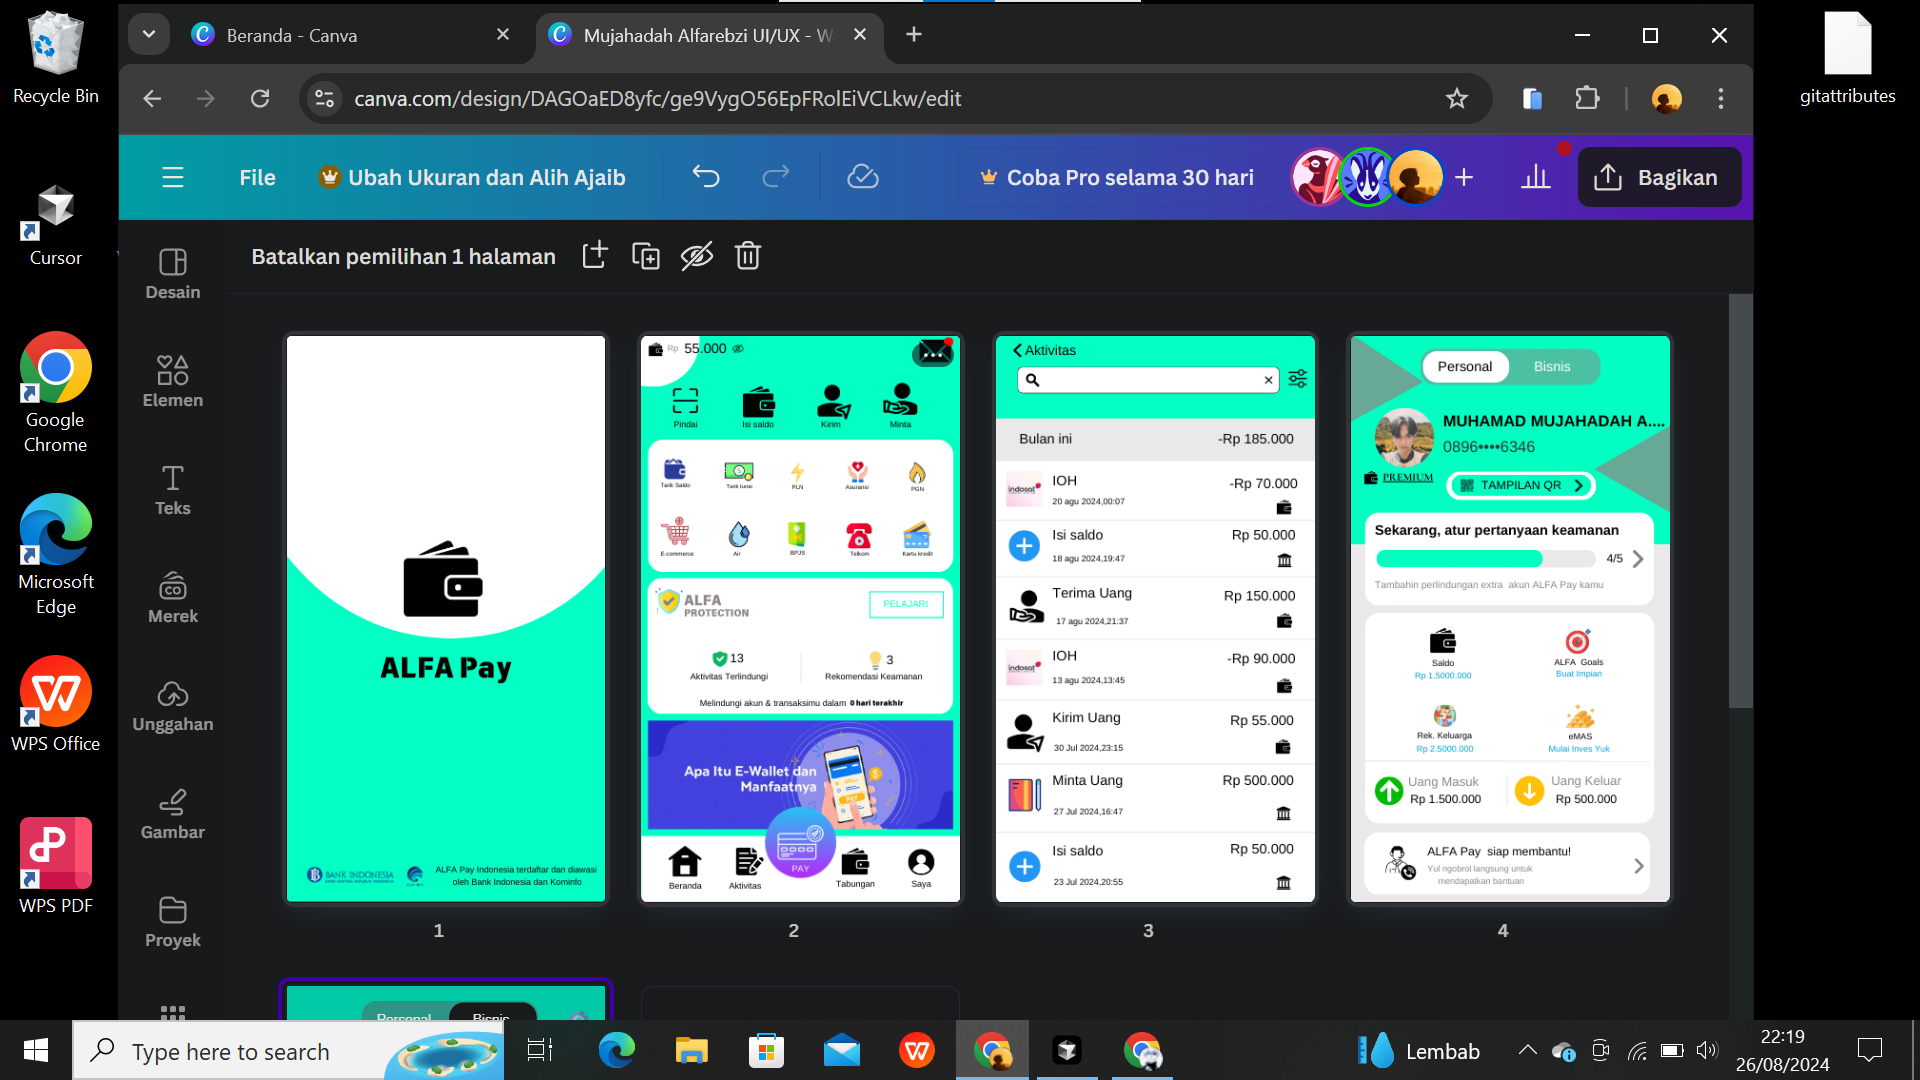 Recycle Bin
Cursor
Google
Chrome
Microsoft
Edge
WPS Office
WPS PDF
gitattributes
Beranda - Canva
Mujahadah Alfarebzi UI/UX - W
canva.com/design/DAGOaED8yfc/ge9VygO56EpFRolEiVCLkw/edit
File
Ubah Ukuran dan Alih Ajaib
Coba Pro selama 30 hari
Bagikan
Batalkan pemilihan 1 halaman
Desain
Elemen
Teks
Merek
Unggahan
Gambar
Proyek
ALFA Pay
BANK INDONESIA
ALFA Pay Indonesia terdaftar dan diawasi
oleh Bank Indonesia dan Kominfo
1
Rp 55.000
Pindai
Isi saldo
Kirim
Minta
Tarik Saldo
Tarik tunai
PLN
Asuransi
PGN
E-commerce
Air
BPJS
Telkom
Kartu kredit
ALFA
PROTECTION
PELAJARI
13
Aktivitas Terlindungi
3
Rekomendasi Keamanan
Melindungi akun & transaksimu dalam 0 hari terakhir
Apa Itu E-Wallet dan
Manfaatnya
PAY
PAY
Beranda
Aktivitas
Tabungan
Saya
2
Aktivitas
Bulan ini
-Rp 185.000
indosat
IOH
-Rp 70.000
20 agu 2024,00:07
Isi saldo
Rp 50.000
18 agu 2024,19:47
Terima Uang
Rp 150.000
17 agu 2024,21:37
indosat
IOH
-Rp 90.000
13 agu 2024,13:45
Kirim Uang
Rp 55.000
30 Jul 2024,23:15
Minta Uang
Rp 500.000
27 Jul 2024,16:47
Isi saldo
Rp 50.000
23 Jul 2024,20:55
3
Personal
Bisnis
MUHAMAD MUJAHADAH A....
0896••••6346
PREMIUM
TAMPILAN QR
Sekarang, atur pertanyaan keamanan
4/5
Tambahin perlindungan extra akun ALFA Pay kamu
Saldo
Rp 1.5000.000
ALFA Goals
Buat Impian
Rek. Keluarga
Rp 2.5000.000
eMAS
Mulai Inves Yuk
Uang Masuk
Rp 1.500.000
Uang Keluar
Rp 500.000
ALFA Pay siap membantu!
Yul ngobrol langsung untuk
mendapatkan bantuan
4
Personal
Bisnis
Type here to search
Lembab
22:19
26/08/2024